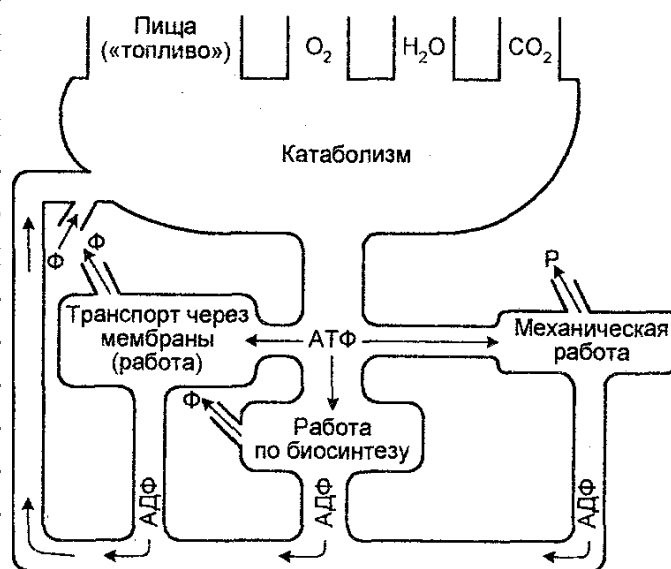 Пища
(«топливо»)
O₂
H₂O
CO₂
Катаболизм
Ф
Ф
Р
Транспорт через
мембраны
(работа)
АТФ
Механическая
работа
Ф
Работа
по биосинтезу
АДФ
АДФ
АДФ